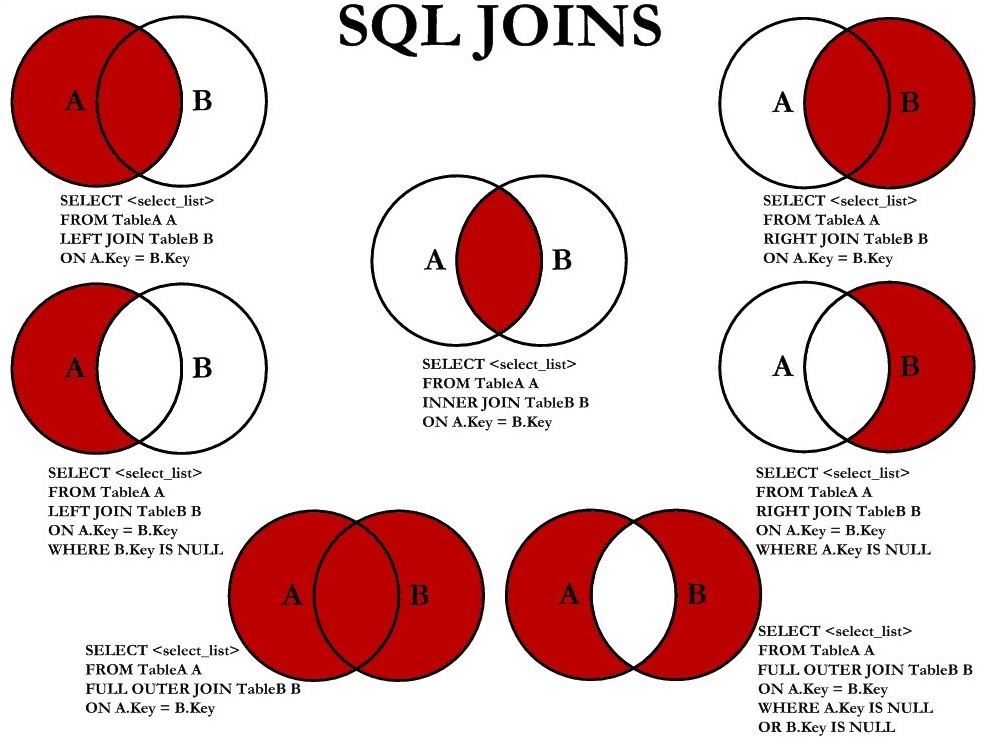 SQL JOINS
A
B
SELECT <select_list>
FROM TableA A
LEFT JOIN TableB B
ON A.Key = B.Key
A
B
SELECT <select_list>
FROM TableA A
RIGHT JOIN TableB B
ON A.Key = B.Key
A
B
SELECT <select_list>
FROM TableA A
INNER JOIN TableB B
ON A.Key = B.Key
A
B
SELECT <select_list>
FROM TableA A
LEFT JOIN TableB B
ON A.Key = B.Key
WHERE B.Key IS NULL
A
B
SELECT <select_list>
FROM TableA A
RIGHT JOIN TableB B
ON A.Key = B.Key
WHERE A.Key IS NULL
A
B
SELECT <select_list>
FROM TableA A
FULL OUTER JOIN TableB B
ON A.Key = B.Key
A
B
SELECT <select_list>
FROM TableA A
FULL OUTER JOIN TableB B
ON A.Key = B.Key
WHERE A.Key IS NULL
OR B.Key IS NULL